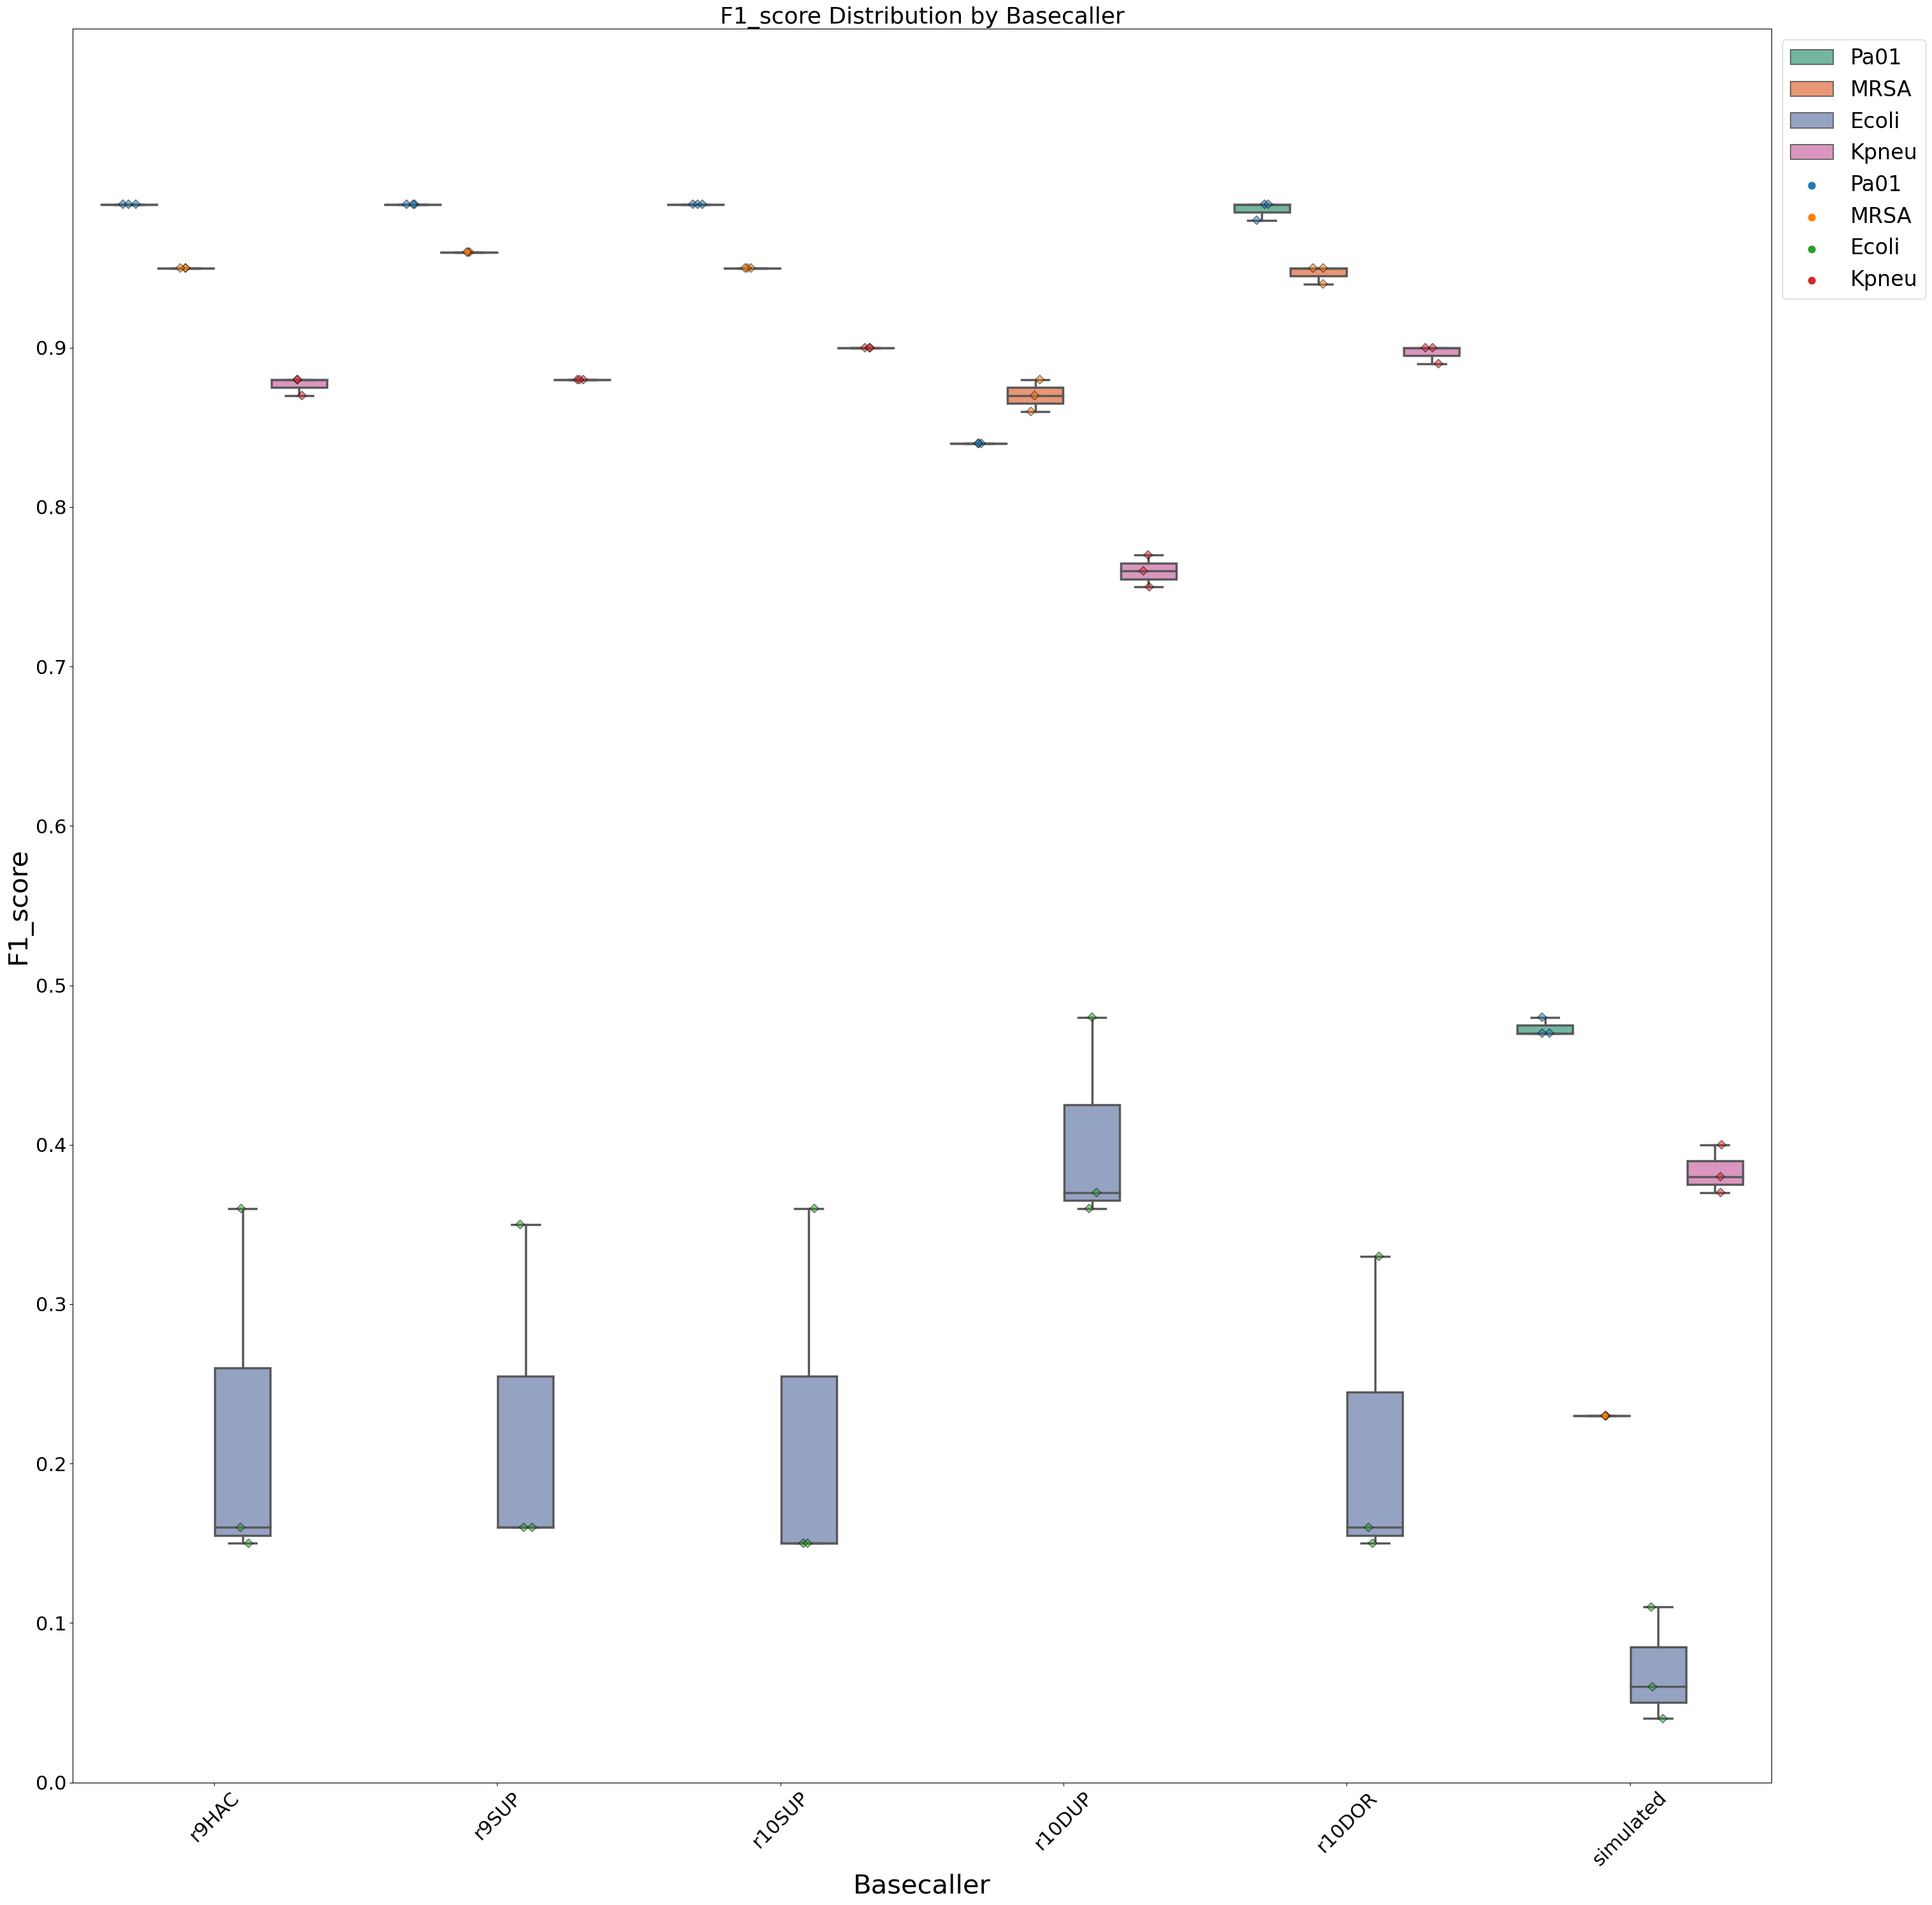 F1_score Distribution by Basecaller
Pa01
MRSA
Ecoli
Kpneu
Pa01
MRSA
Ecoli
Kpneu
F1_score
0.9
0.8
0.7
0.6
0.5
0.4
0.3
0.2
0.1
0.0
r9HAC
r9SUP
r10SUP
r10DUP
r10DOR
simulated
Basecaller